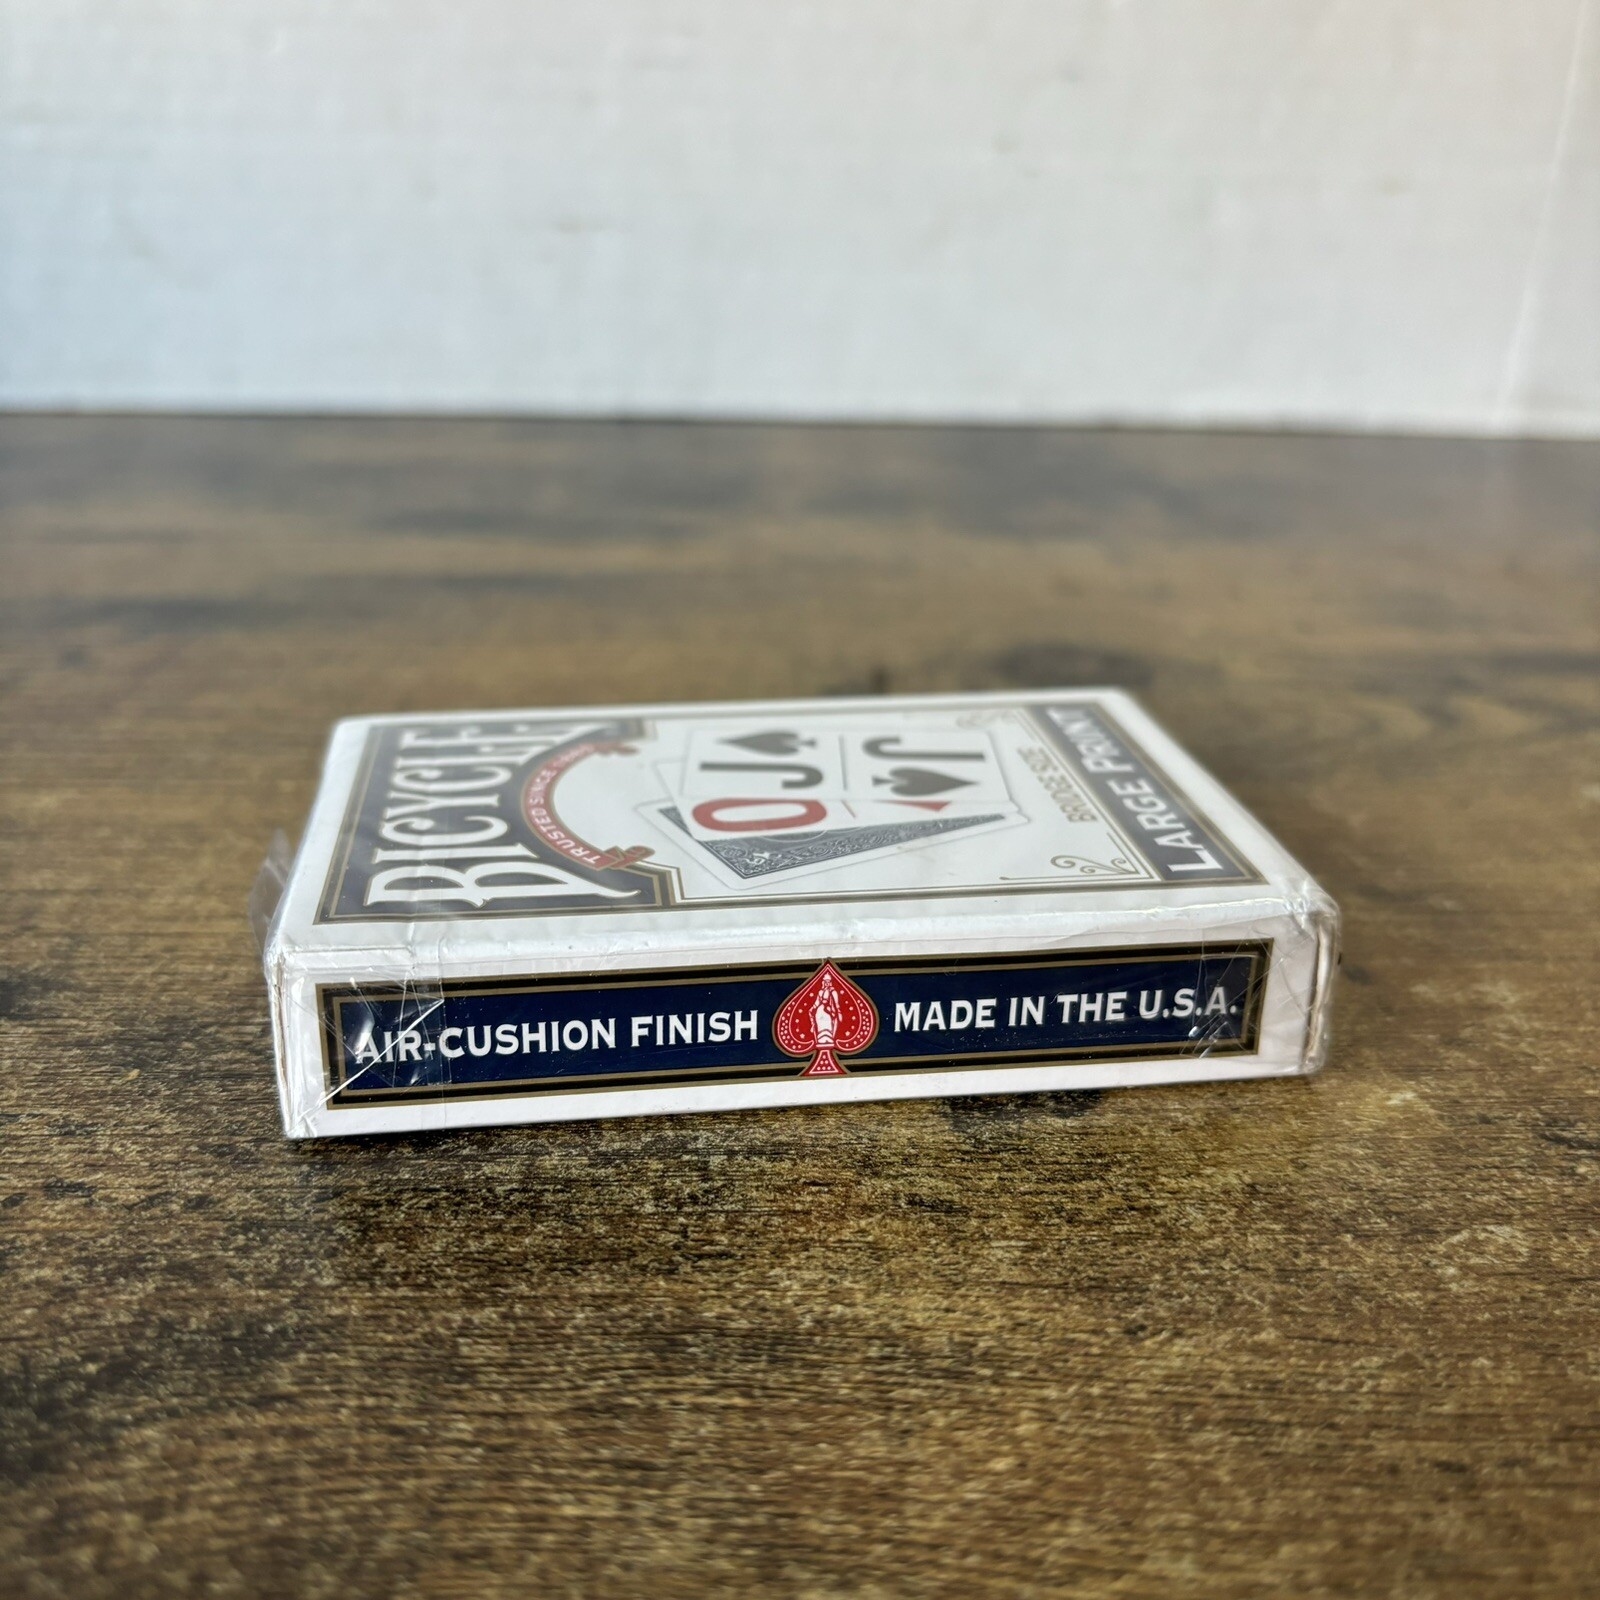 BICYCLE
TRUSTED SINCE
J
J
BRIDGE SIZE
LARGE PRINT
AIR-CUSHION FINISH
MADE IN THE U.S.A.